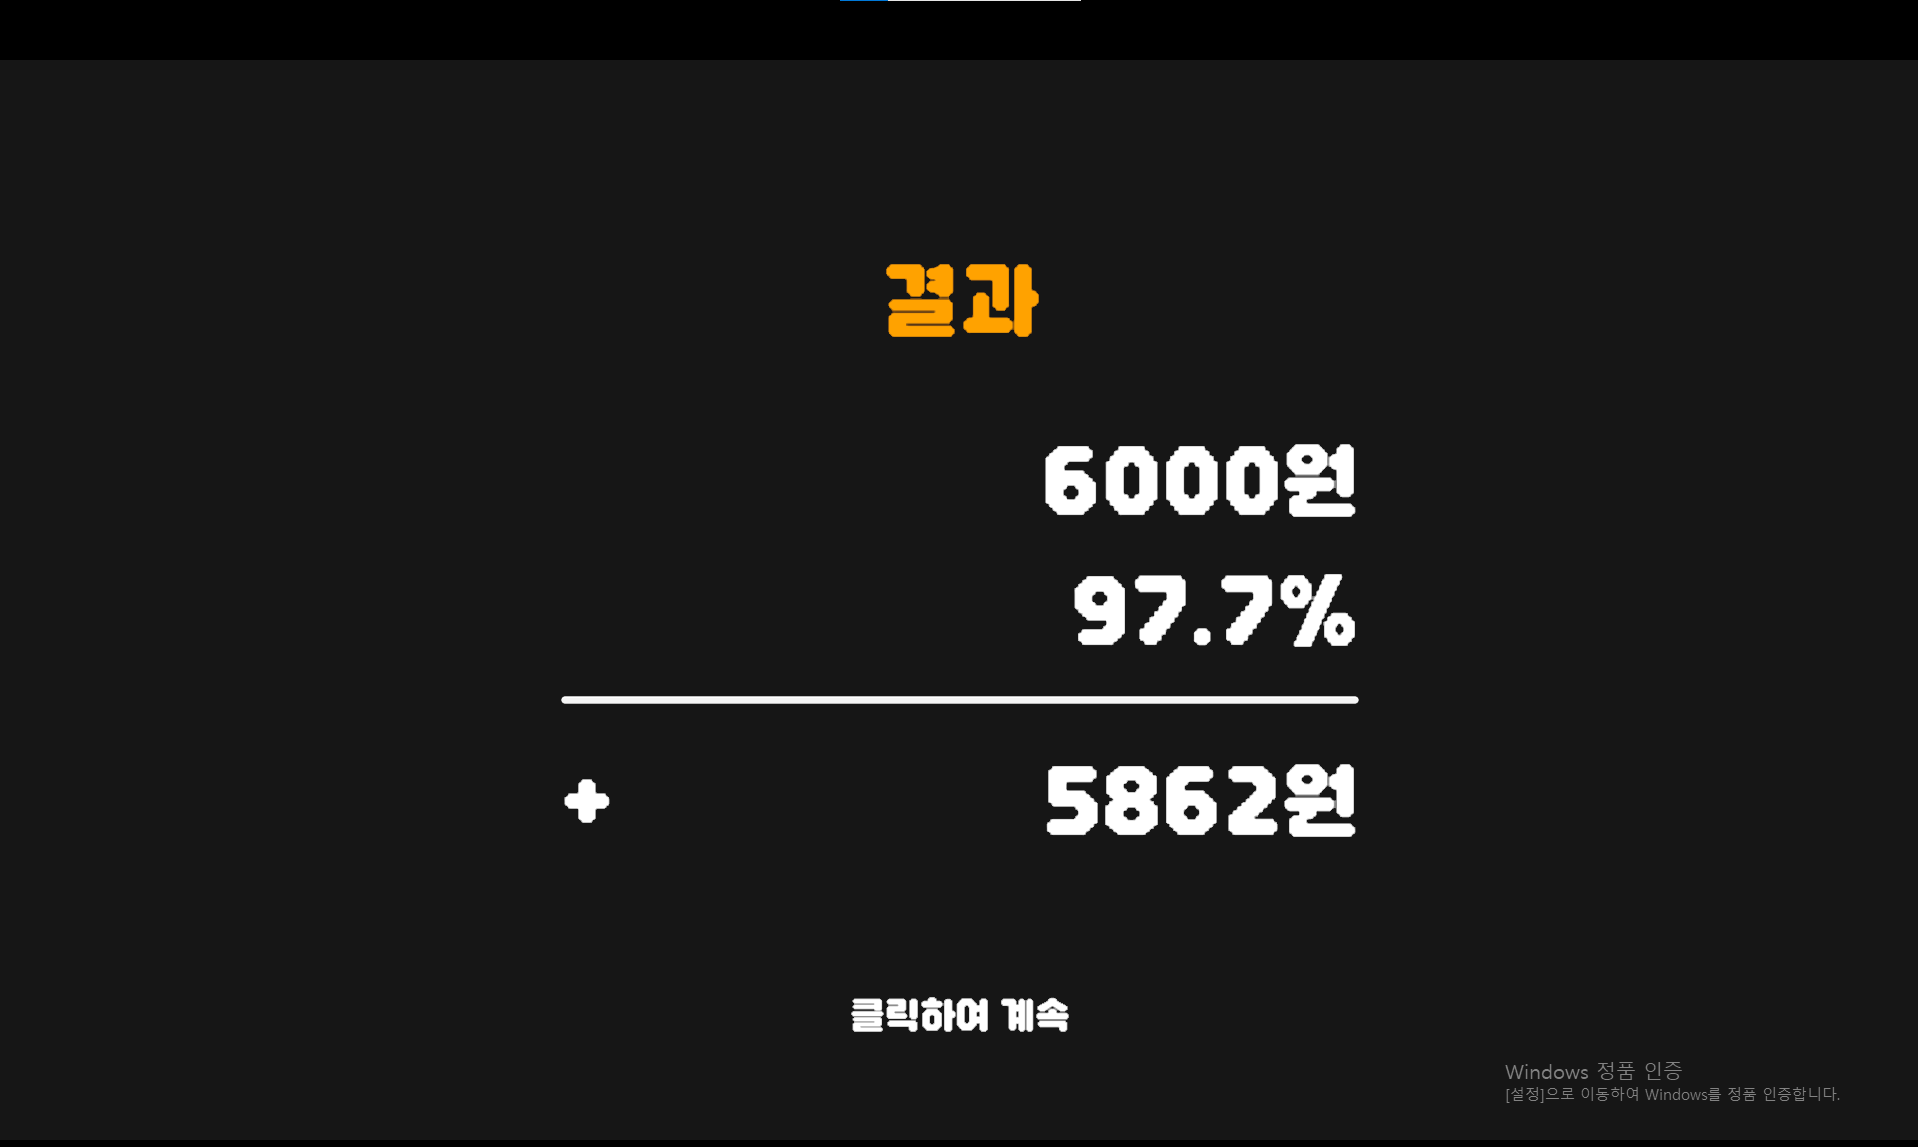 결과
6000원
97.7%
+ 5862원
클릭하여 계속
Windows 정품 인증
[설정]으로 이동하여 Windows를 정품 인증합니다.